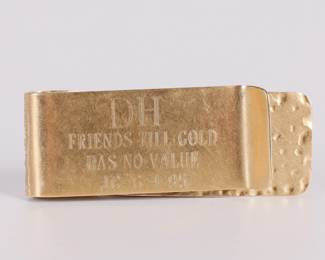 DH
FRIENDS TILL GOLD
HAS NO VALUE